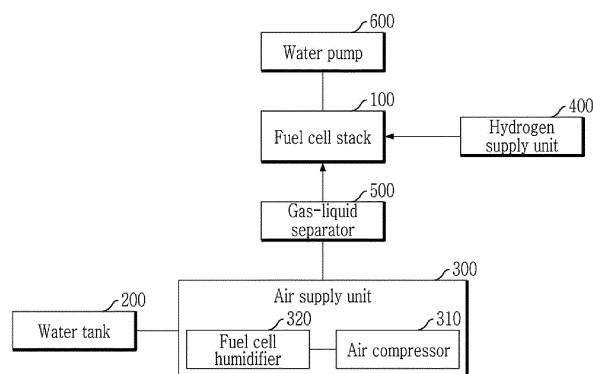 600
Water pump
100
Fuel cell stack
400
Hydrogen
supply unit
500
Gas-liquid
separator
300
Air supply unit
200
Water tank
320
Fuel cell
humidifier
310
Air compressor